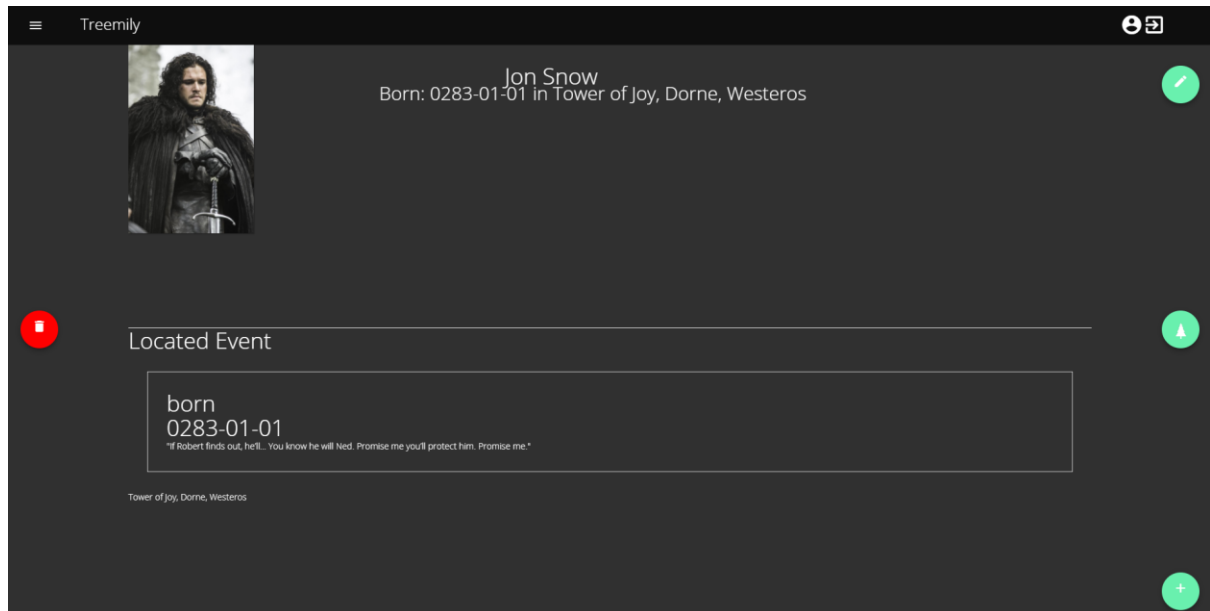 Treemily
Jon Snow
Born: 0283-01-01 in Tower of Joy, Dorne, Westeros
Located Event
born
0283-01-01
"If Robert finds out, he'll... You know he will Ned. Promise me you'll protect him. Promise me."
Tower of Joy, Dorne, Westeros